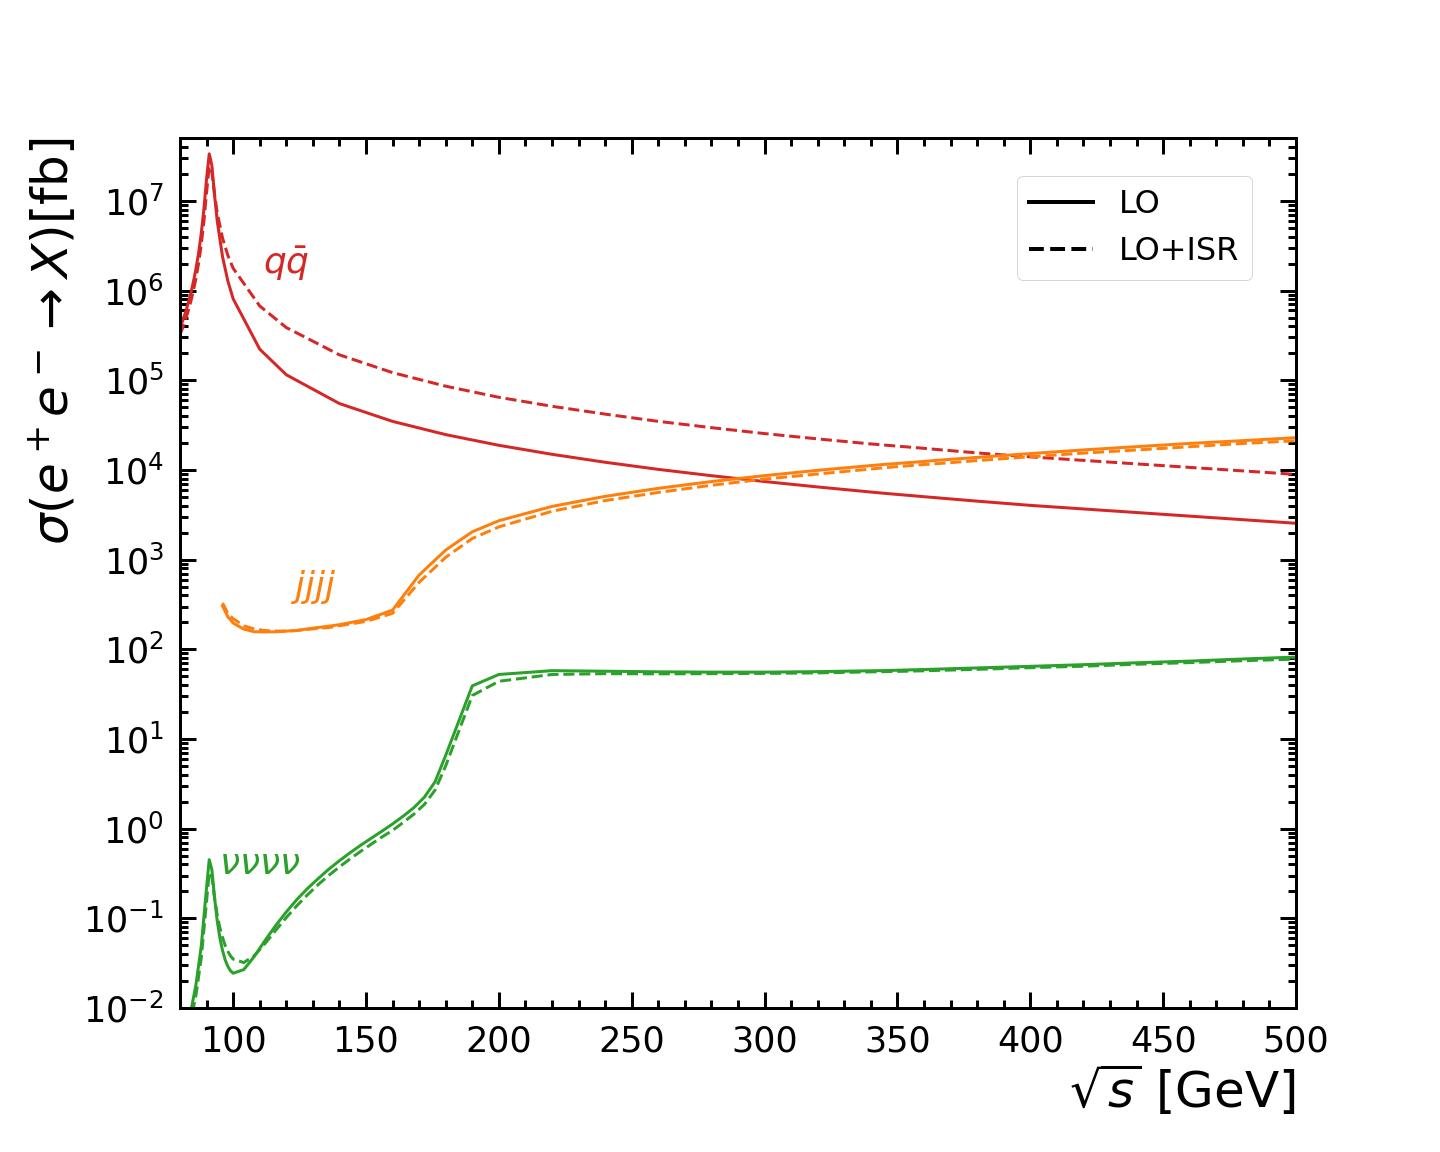 σ(e⁺e⁻ → X)[fb]
10⁷
10⁶
10⁵
10⁴
10³
10²
10¹
10⁰
10⁻¹
10⁻²
qq̄
jjjj
νννν
LO
LO+ISR
100 150 200 250 300 350 400 450 500
√s [GeV]